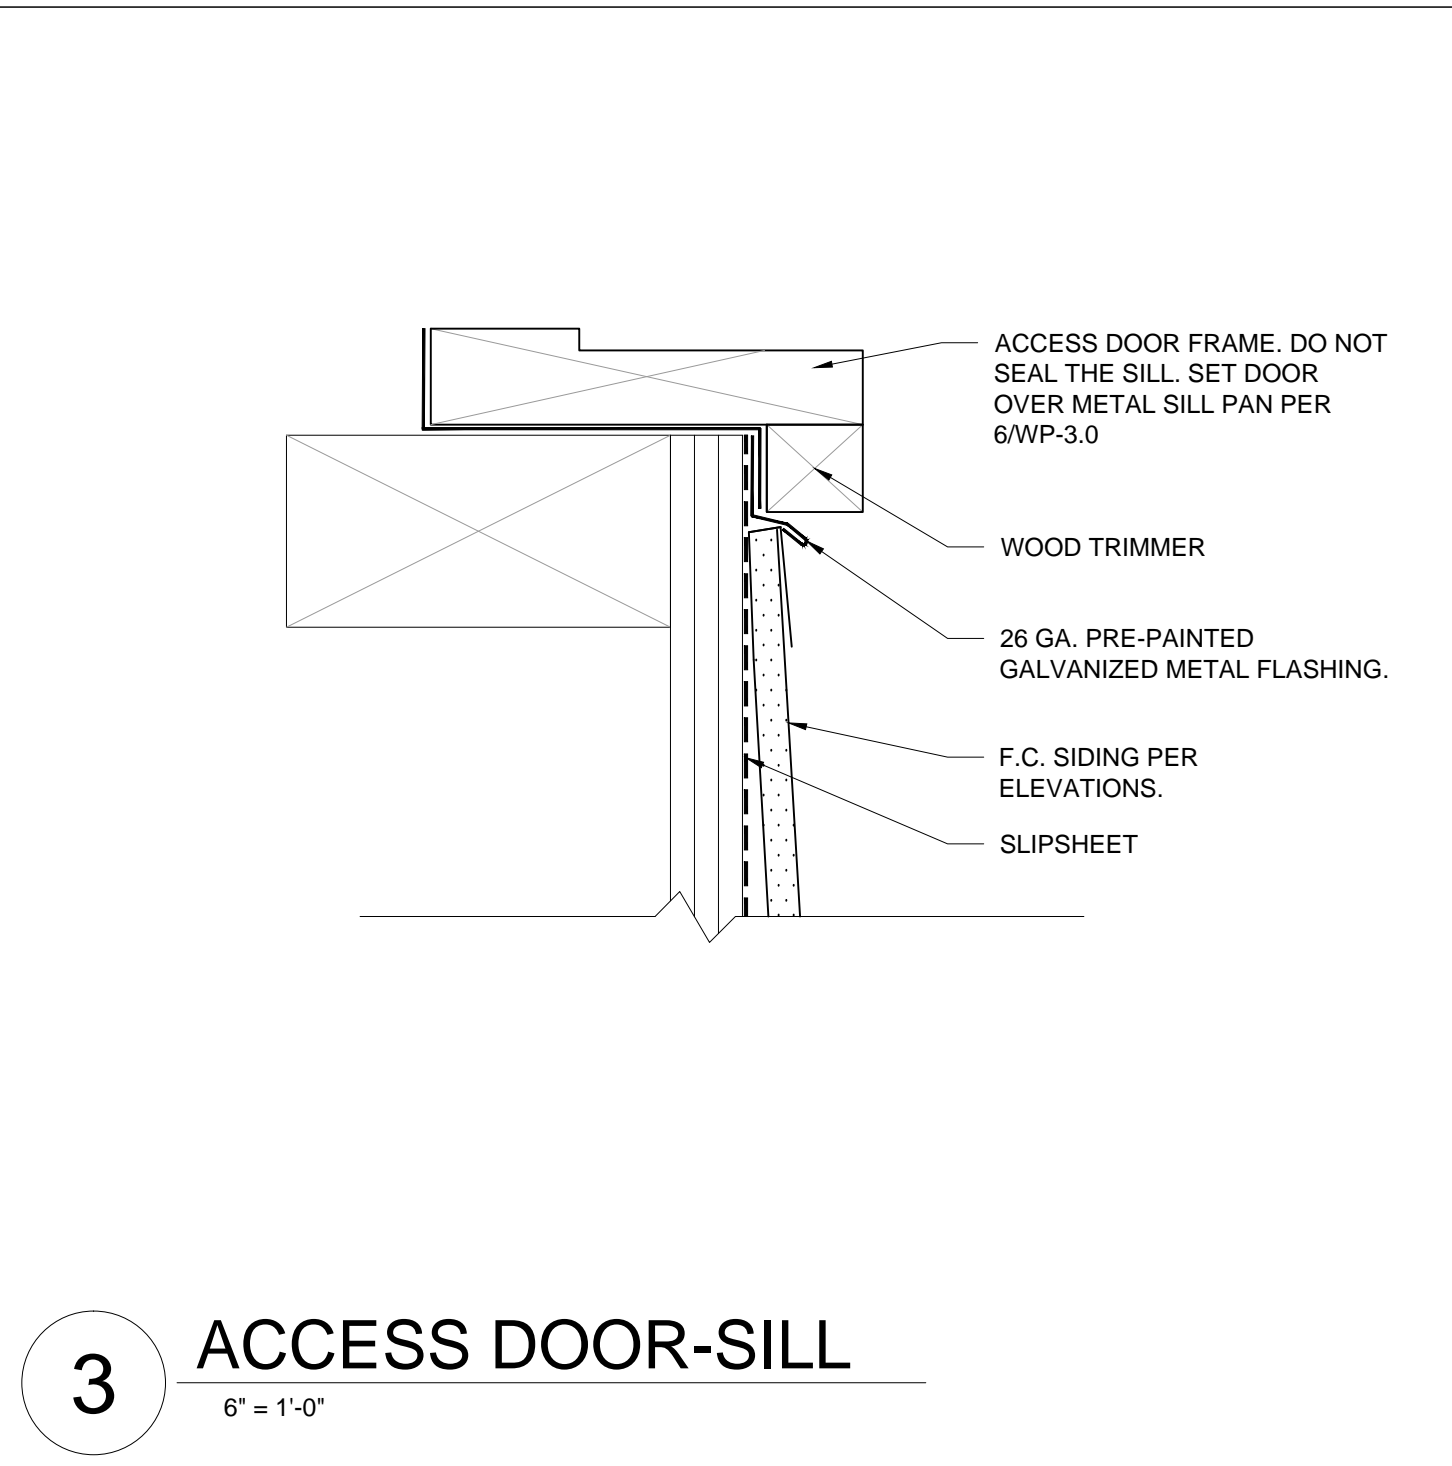 ACCESS DOOR FRAME. DO NOT
SEAL THE SILL. SET DOOR
OVER METAL SILL PAN PER
6/WP-3.0
WOOD TRIMMER
26 GA. PRE-PAINTED
GALVANIZED METAL FLASHING.
F.C. SIDING PER
ELEVATIONS.
SLIPSHEET
3
ACCESS DOOR-SILL
6" = 1'-0"